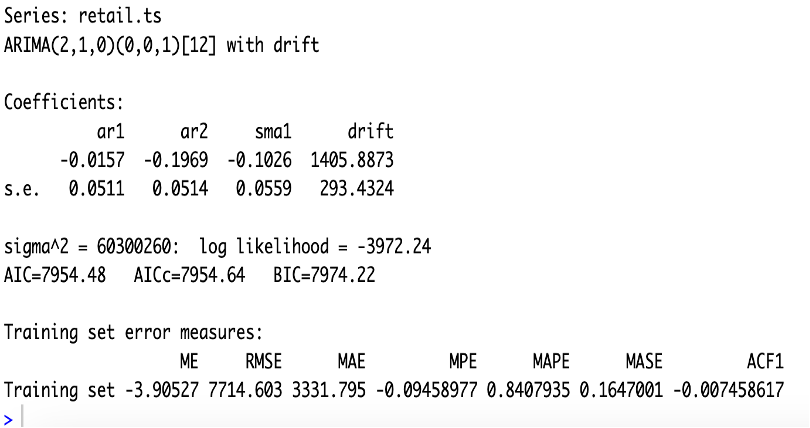 Series: retail.ts
ARIMA(2,1,0)(0,0,1)[12] with drift
Coefficients:
ar1 ar2 sma1 drift
-0.0157 -0.1969 -0.1026 1405.8873
s.e. 0.0511 0.0514 0.0559 293.4324
sigma^2 = 60300260: log likelihood = -3972.24
AIC=7954.48 AICc=7954.64 BIC=7974.22
Training set error measures:
ME RMSE MAE MPE MAPE MASE ACF1
Training set -3.90527 7714.603 3331.795 -0.09458977 0.8407935 0.1647001 -0.007458617
>